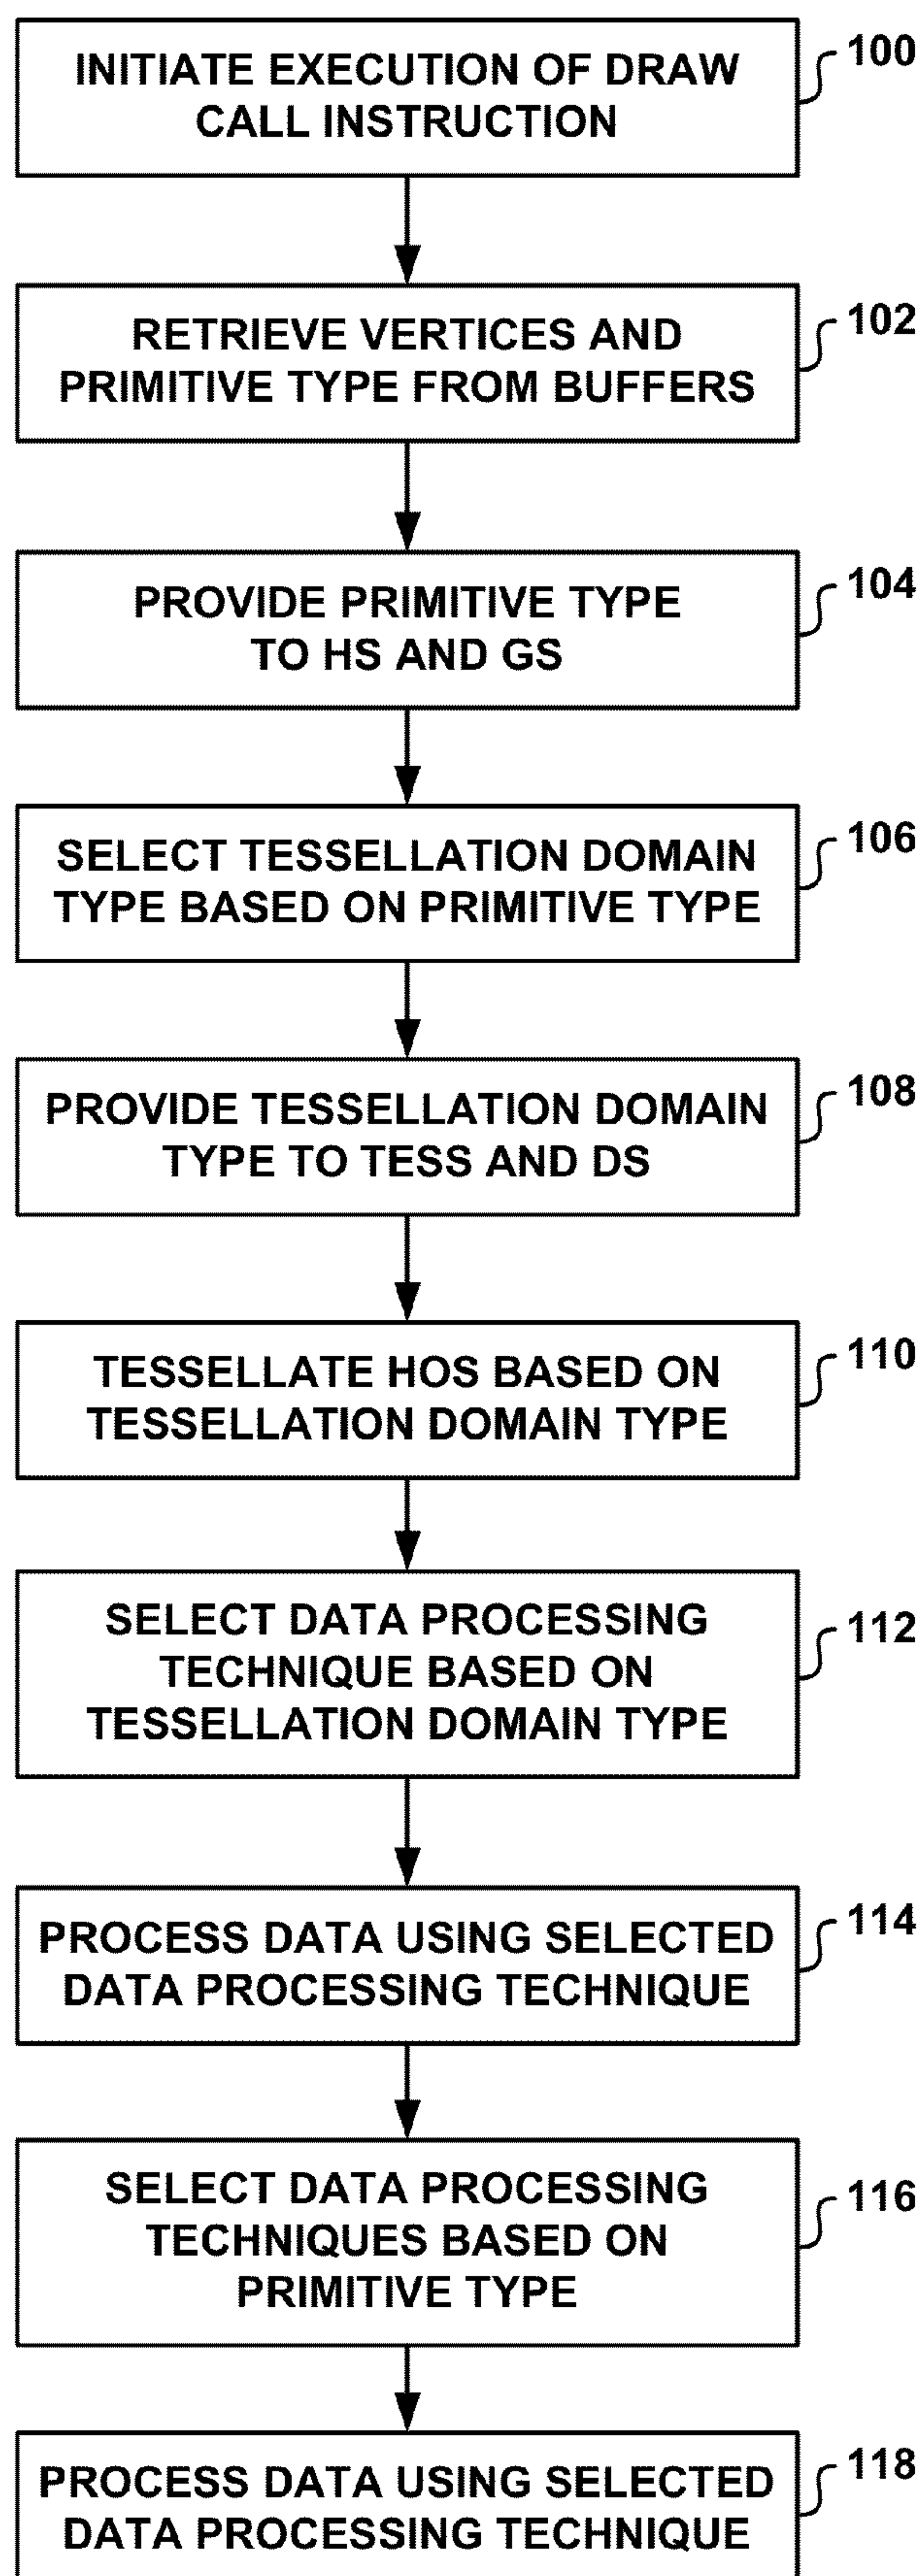 INITIATE EXECUTION OF DRAW
CALL INSTRUCTION
100
RETRIEVE VERTICES AND
PRIMITIVE TYPE FROM BUFFERS
102
PROVIDE PRIMITIVE TYPE
TO HS AND GS
104
SELECT TESSELLATION DOMAIN
TYPE BASED ON PRIMITIVE TYPE
106
PROVIDE TESSELLATION DOMAIN
TYPE TO TESS AND DS
108
TESSELLATE HOS BASED ON
TESSELLATION DOMAIN TYPE
110
SELECT DATA PROCESSING
TECHNIQUE BASED ON
TESSELLATION DOMAIN TYPE
112
PROCESS DATA USING SELECTED
DATA PROCESSING TECHNIQUE
114
SELECT DATA PROCESSING
TECHNIQUES BASED ON
PRIMITIVE TYPE
116
PROCESS DATA USING SELECTED
DATA PROCESSING TECHNIQUE
118